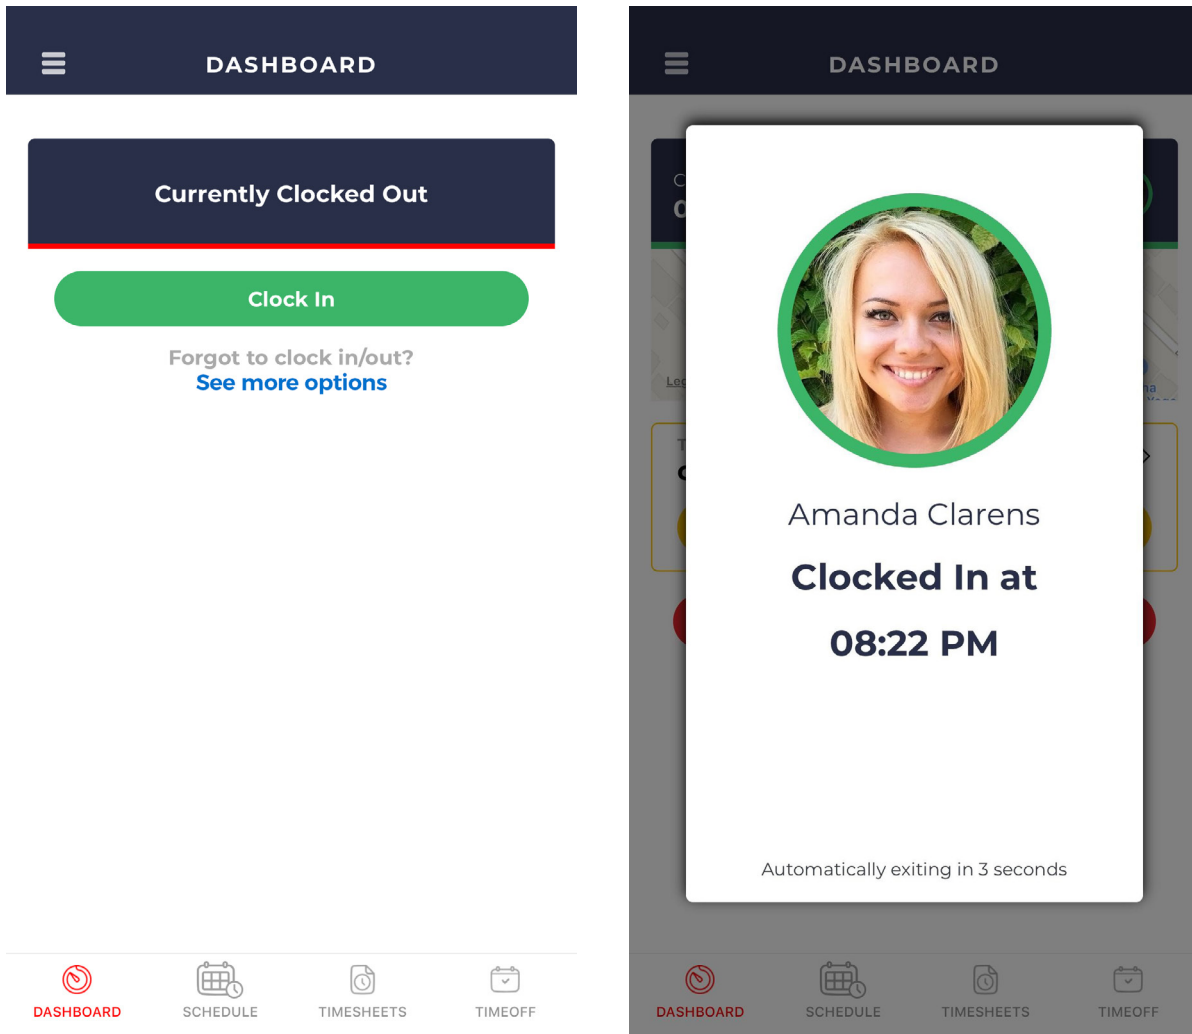 DASHBOARD
Currently Clocked Out
Clock In
Forgot to clock in/out?
See more options
DASHBOARD
SCHEDULE
TIMESHEETS
TIMEOFF
DASHBOARD
Amanda Clarens
Clocked In at
08:22 PM
Automatically exiting in 3 seconds
DASHBOARD
SCHEDULE
TIMESHEETS
TIMEOFF